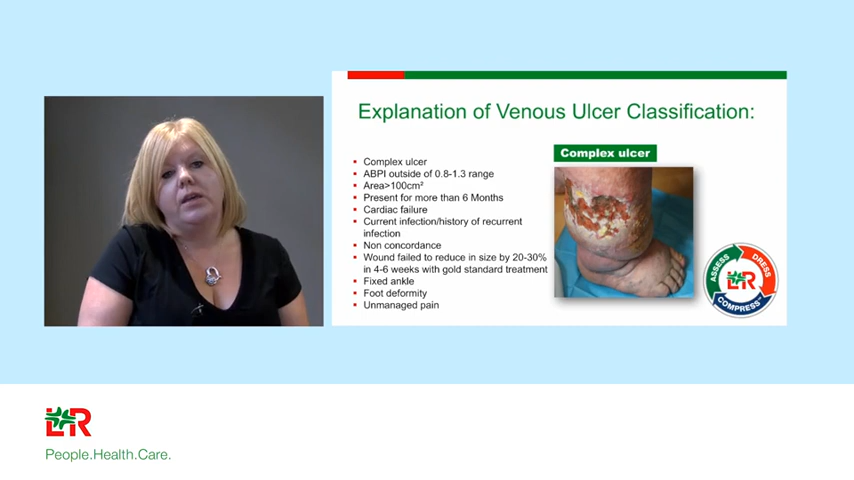 Explanation of Venous Ulcer Classification:
Complex ulcer
ABPI outside of 0.8-1.3 range
Area>100cm²
Present for more than 6 Months
Cardiac failure
Current infection/history of recurrent
infection
Non concordance
Wound failed to reduce in size by 20-30%
in 4-6 weeks with gold standard treatment
Fixed ankle
Foot deformity
Unmanaged pain
Complex ulcer
ASSESS
DRESS
COMPRESS™
L&R
L&R
People.Health.Care.